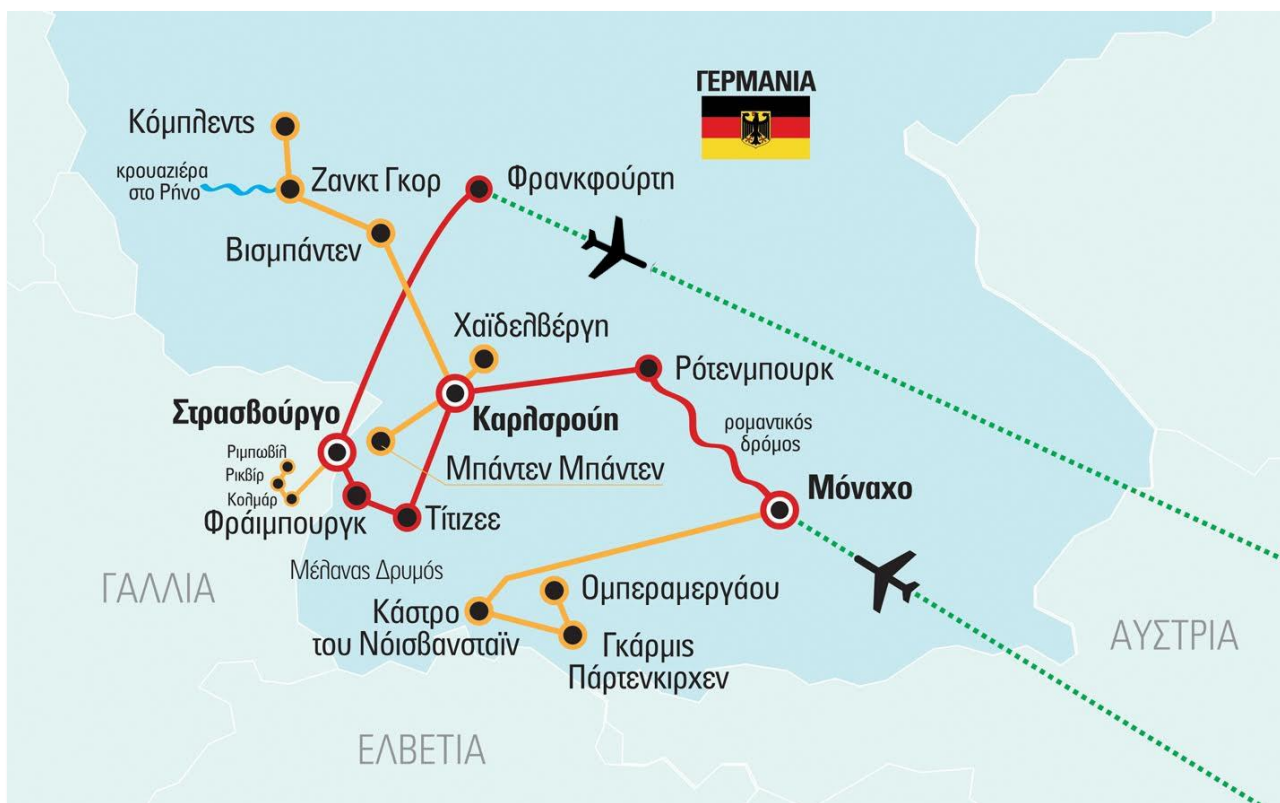 ΓΕΡΜΑΝΙΑ
Κόμπλεντς
κρουαζιέρα
στο Ρήνο
Ζανκτ Γκορ
Φρανκφούρτη
Βισμπάντεν
Χαϊδελβέργη
Ρότενμπουρκ
Στρασβούργο
Καρλσρούη
ρομαντικός
δρόμος
Ριμπωβίλ
Ρικβίρ
Κολμάρ
Μπάντεν Μπάντεν
Μόναχο
Φράιμπουργκ
Τίτιζεε
Μέλανας Δρυμός
ΓΑΛΛΙΑ
Κάστρο
του Νόισβανσταϊν
Ομπεραμεργάου
Γκάρμις
Πάρτενκιρχεν
ΑΥΣΤΡΙΑ
ΕΛΒΕΤΙΑ